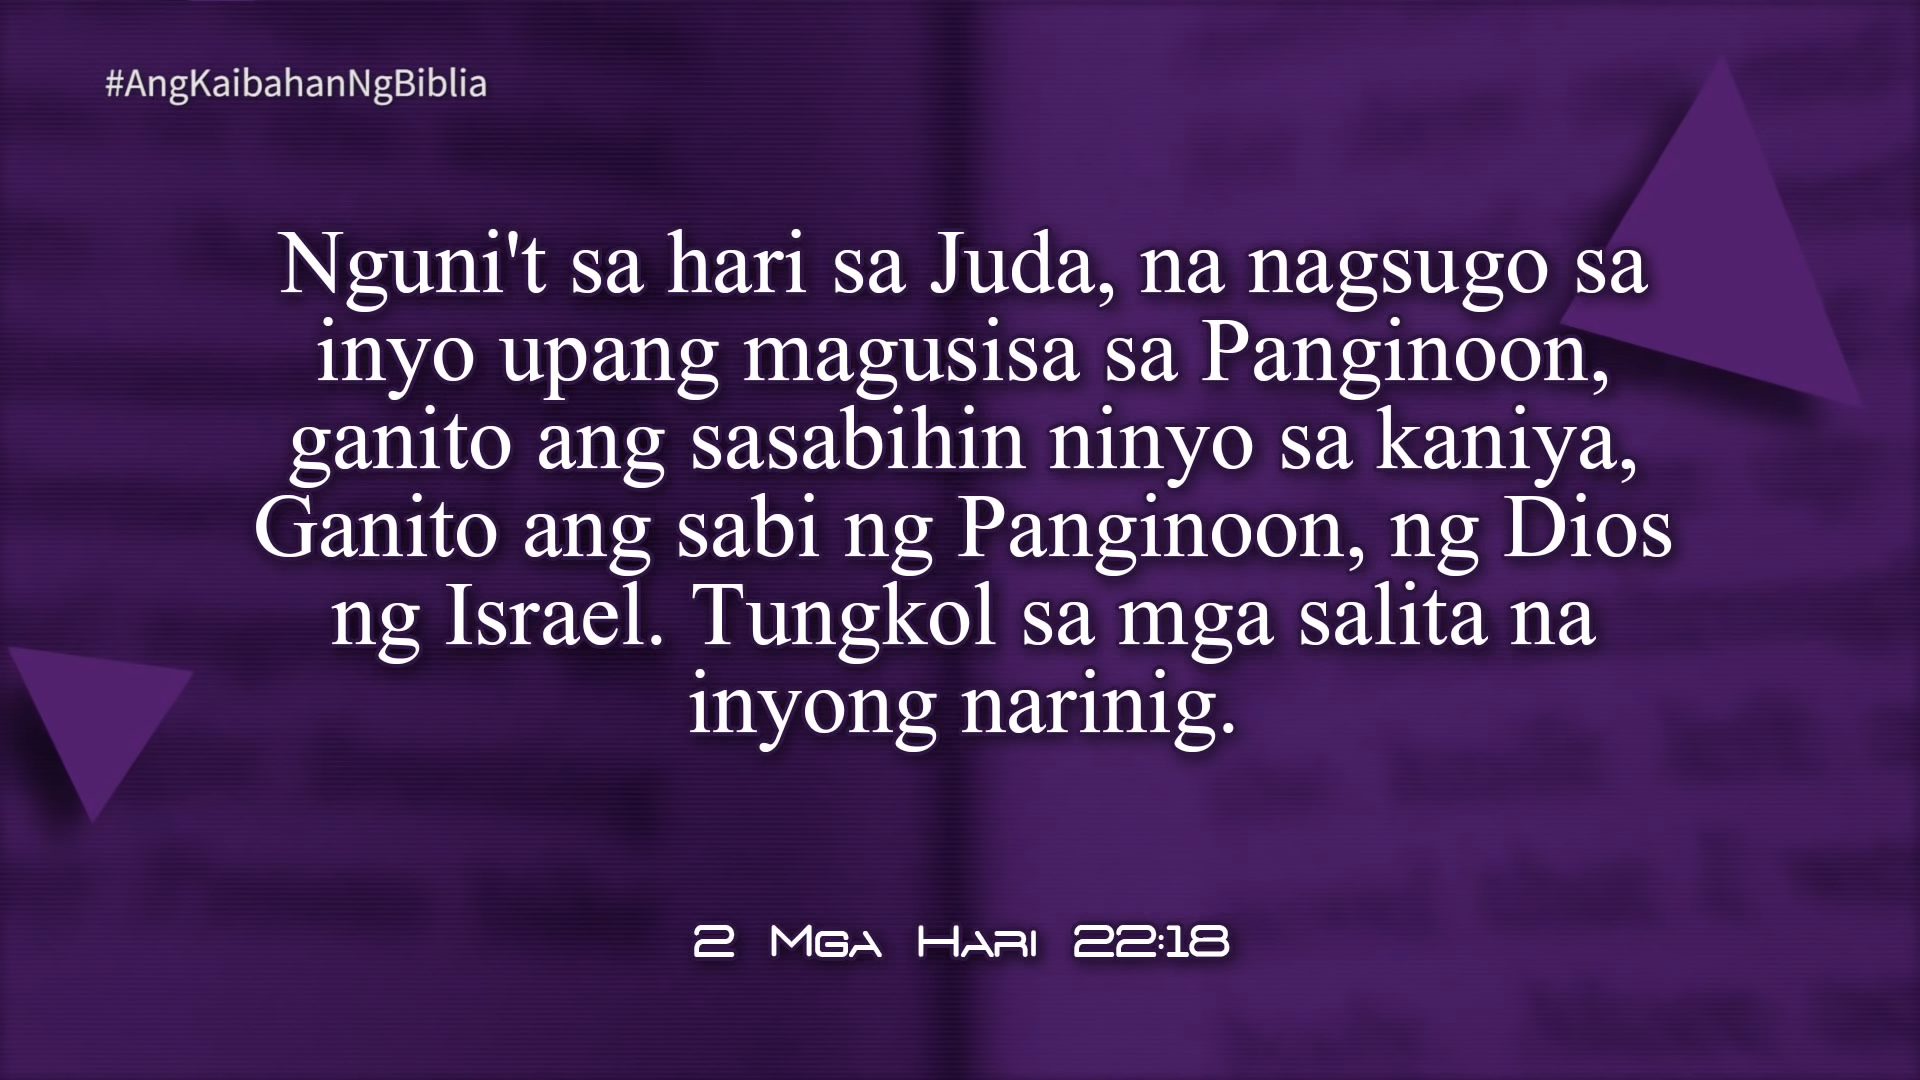 #AngKaibahanNgBiblia
Nguni't sa hari sa Juda, na nagsugo sa
inyo upang magusisa sa Panginoon,
ganito ang sasabihin ninyo sa kaniya,
Ganito ang sabi ng Panginoon, ng Dios
ng Israel. Tungkol sa mga salita na
inyong narinig.
2 Mga Hari 22:18